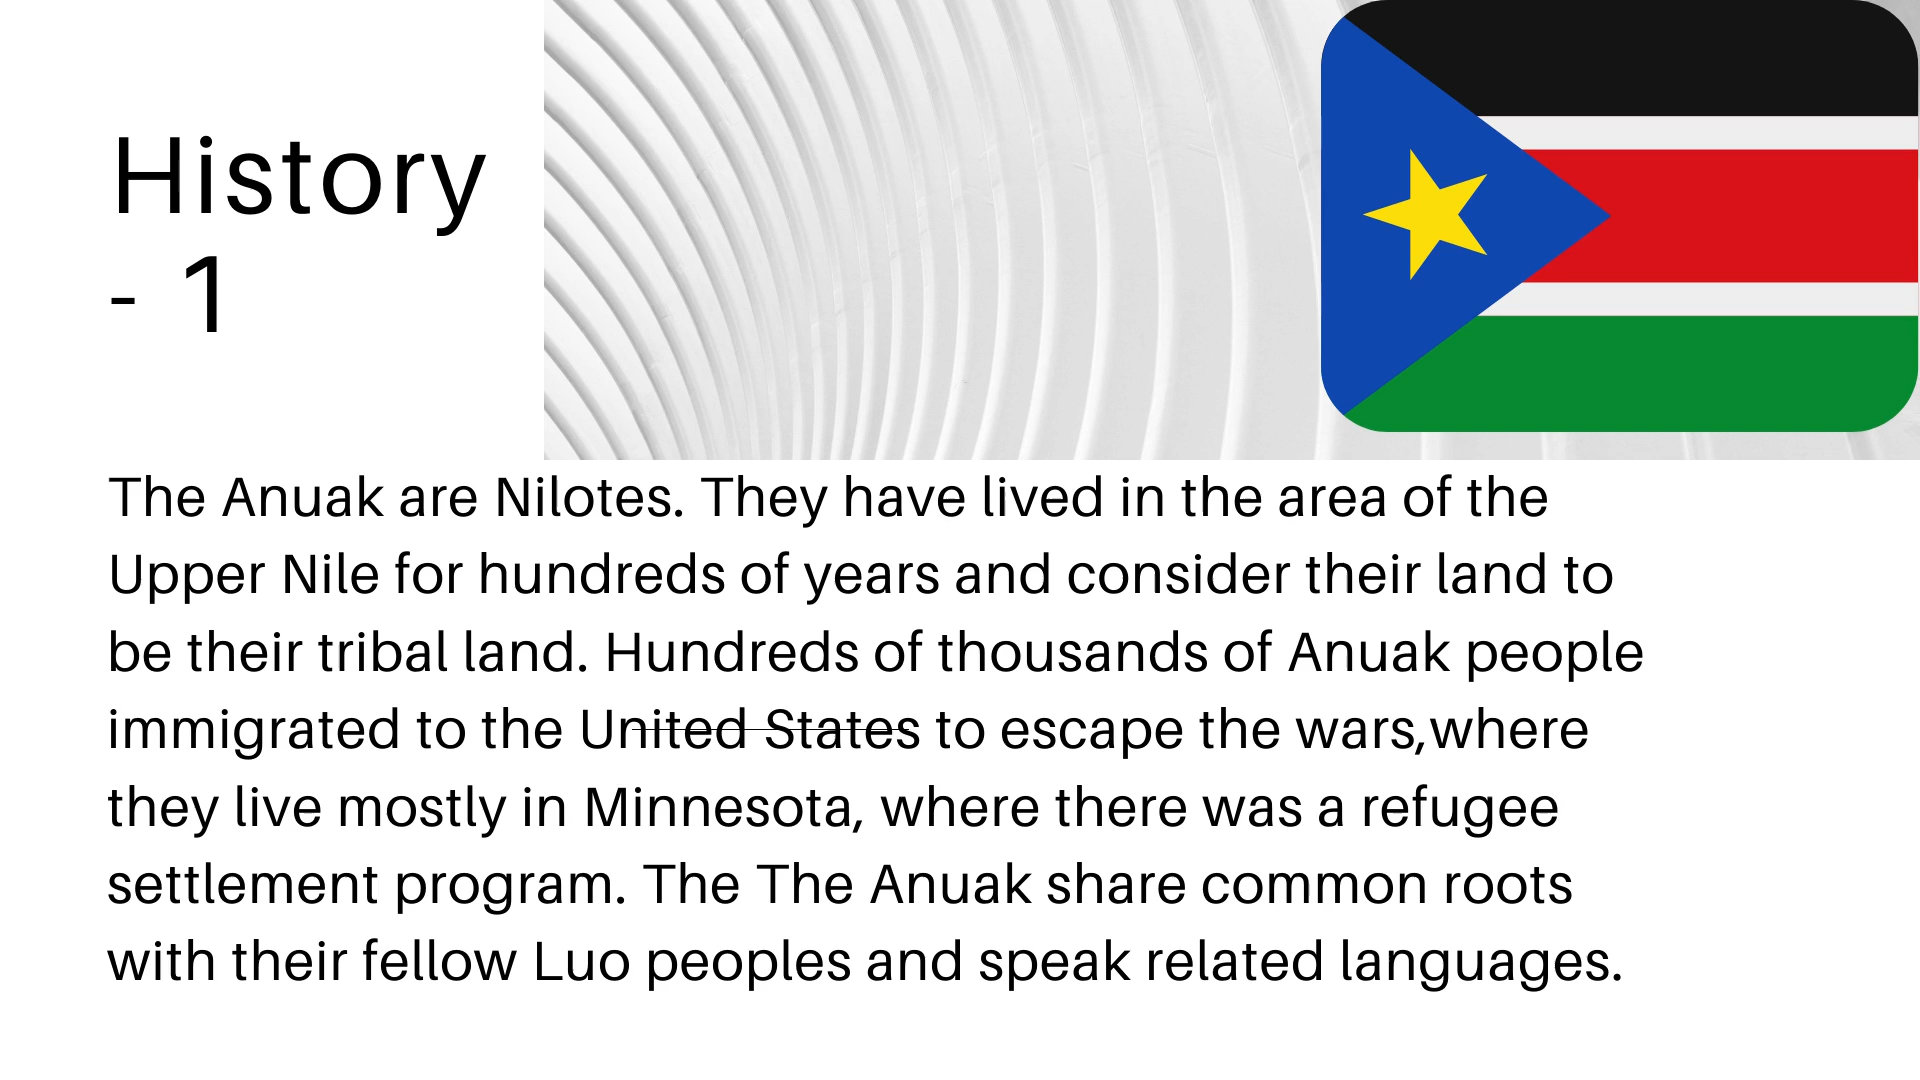 History
- 1
The Anuak are Nilotes. They have lived in the area of the
Upper Nile for hundreds of years and consider their land to
be their tribal land. Hundreds of thousands of Anuak people
immigrated to the United States to escape the wars,where
they live mostly in Minnesota, where there was a refugee
settlement program. The The Anuak share common roots
with their fellow Luo peoples and speak related languages.